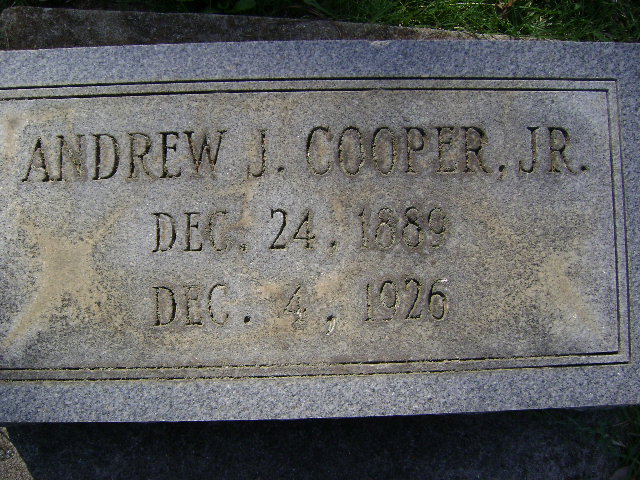 ANDREW J. COOPER, JR.
DEC. 24, 1889
DEC. 4, 1926